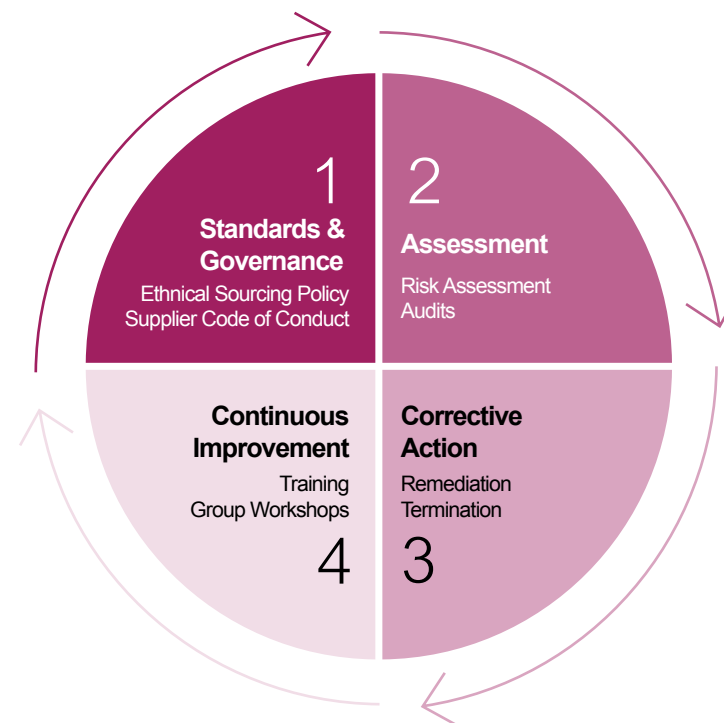 1
Standards &
Governance
Ethnical Sourcing Policy
Supplier Code of Conduct
2
Assessment
Risk Assessment
Audits
Corrective
Action
Remediation
Termination
3
Continuous
Improvement
Training
Group Workshops
4